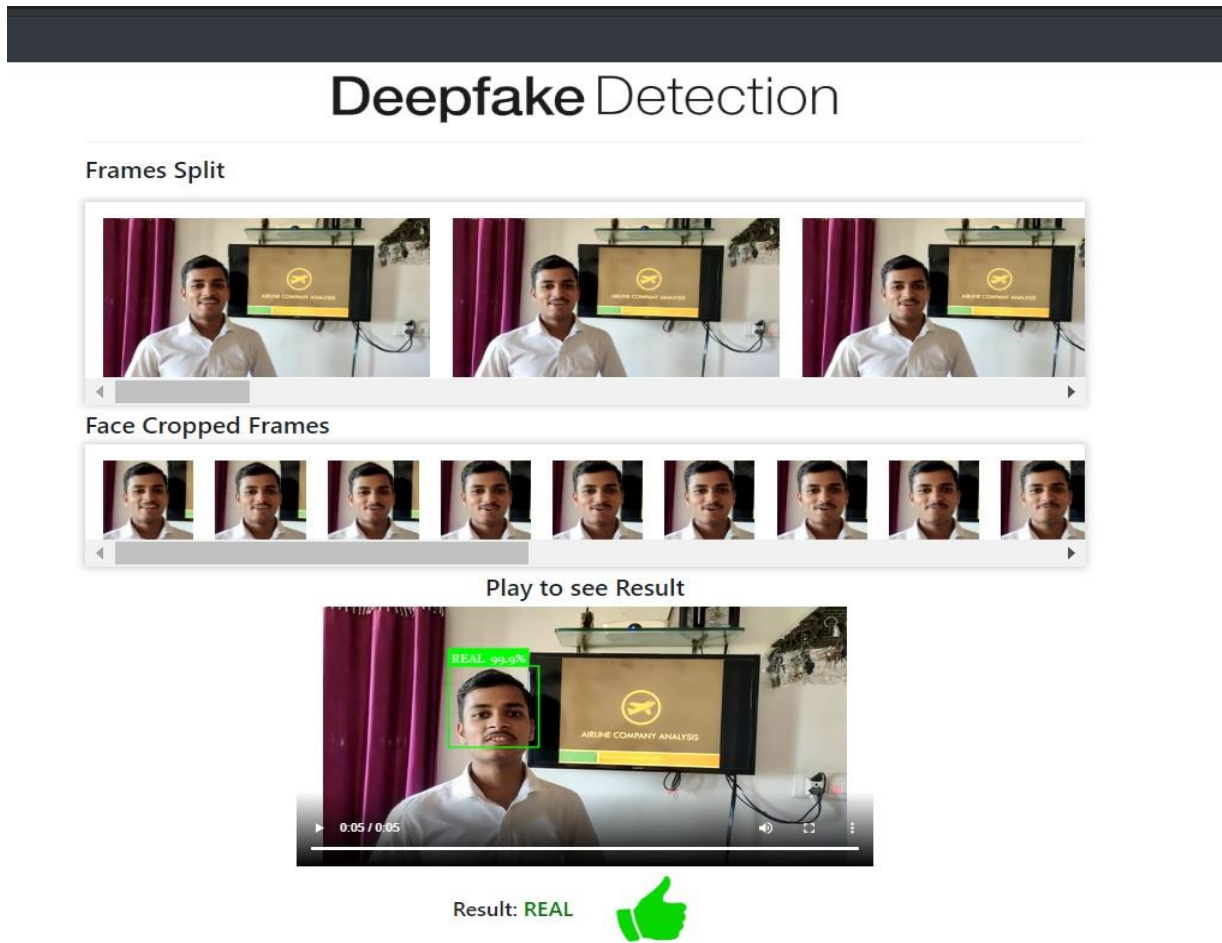 Deepfake Detection
Frames Split
AIRLINE COMPANY ANALYSIS
AIRLINE COMPANY ANALYSIS
AIRLINE COMPANY ANALYSIS
Face Cropped Frames
Play to see Result
REAL 99.9%
AIRLINE COMPANY ANALYSIS
0:05 / 0:05
Result: REAL